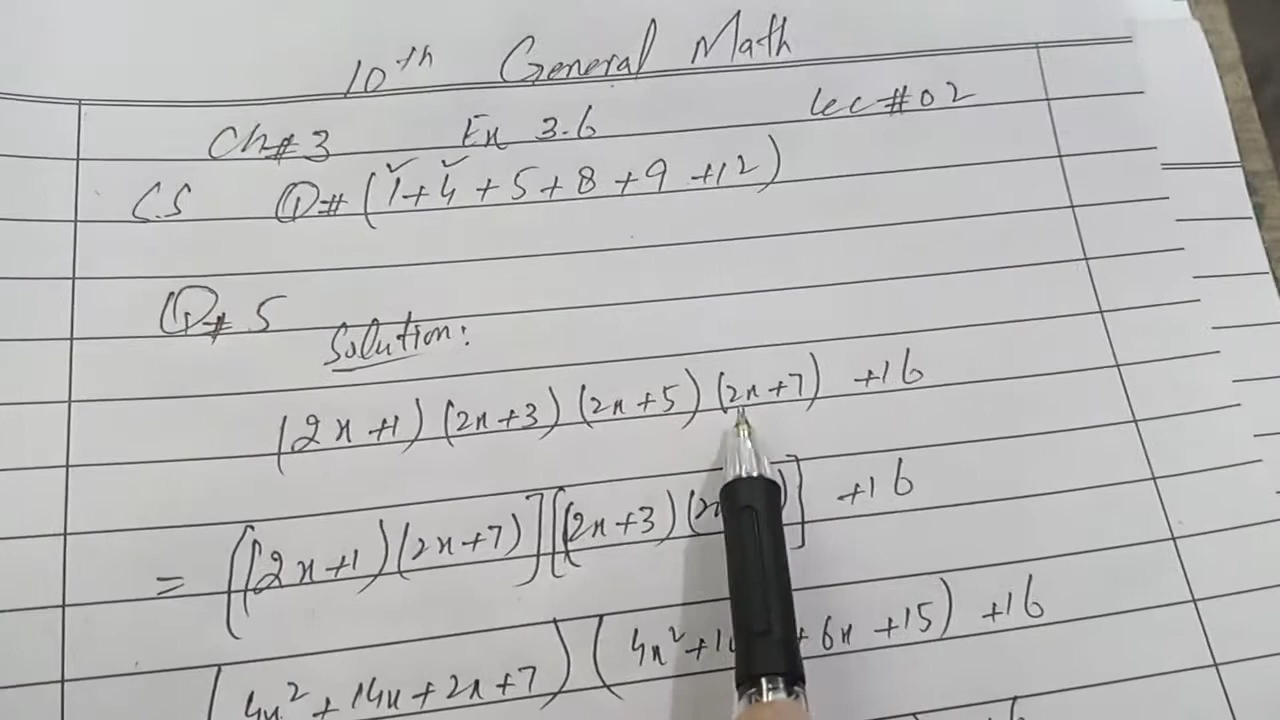 10th General Math
Ch#3 Ex 3.6 Lec#02
C.S Q#(1+4+5+8+9+12)
Q#5
Solution:
(2x+1)(2x+3)(2x+5)(2x+7)+16
=[(2x+1)(2x+7)][(2x+3)(2x )]+16
(4x²+14x+2x+7)(4x²+1 +6x+15)+16